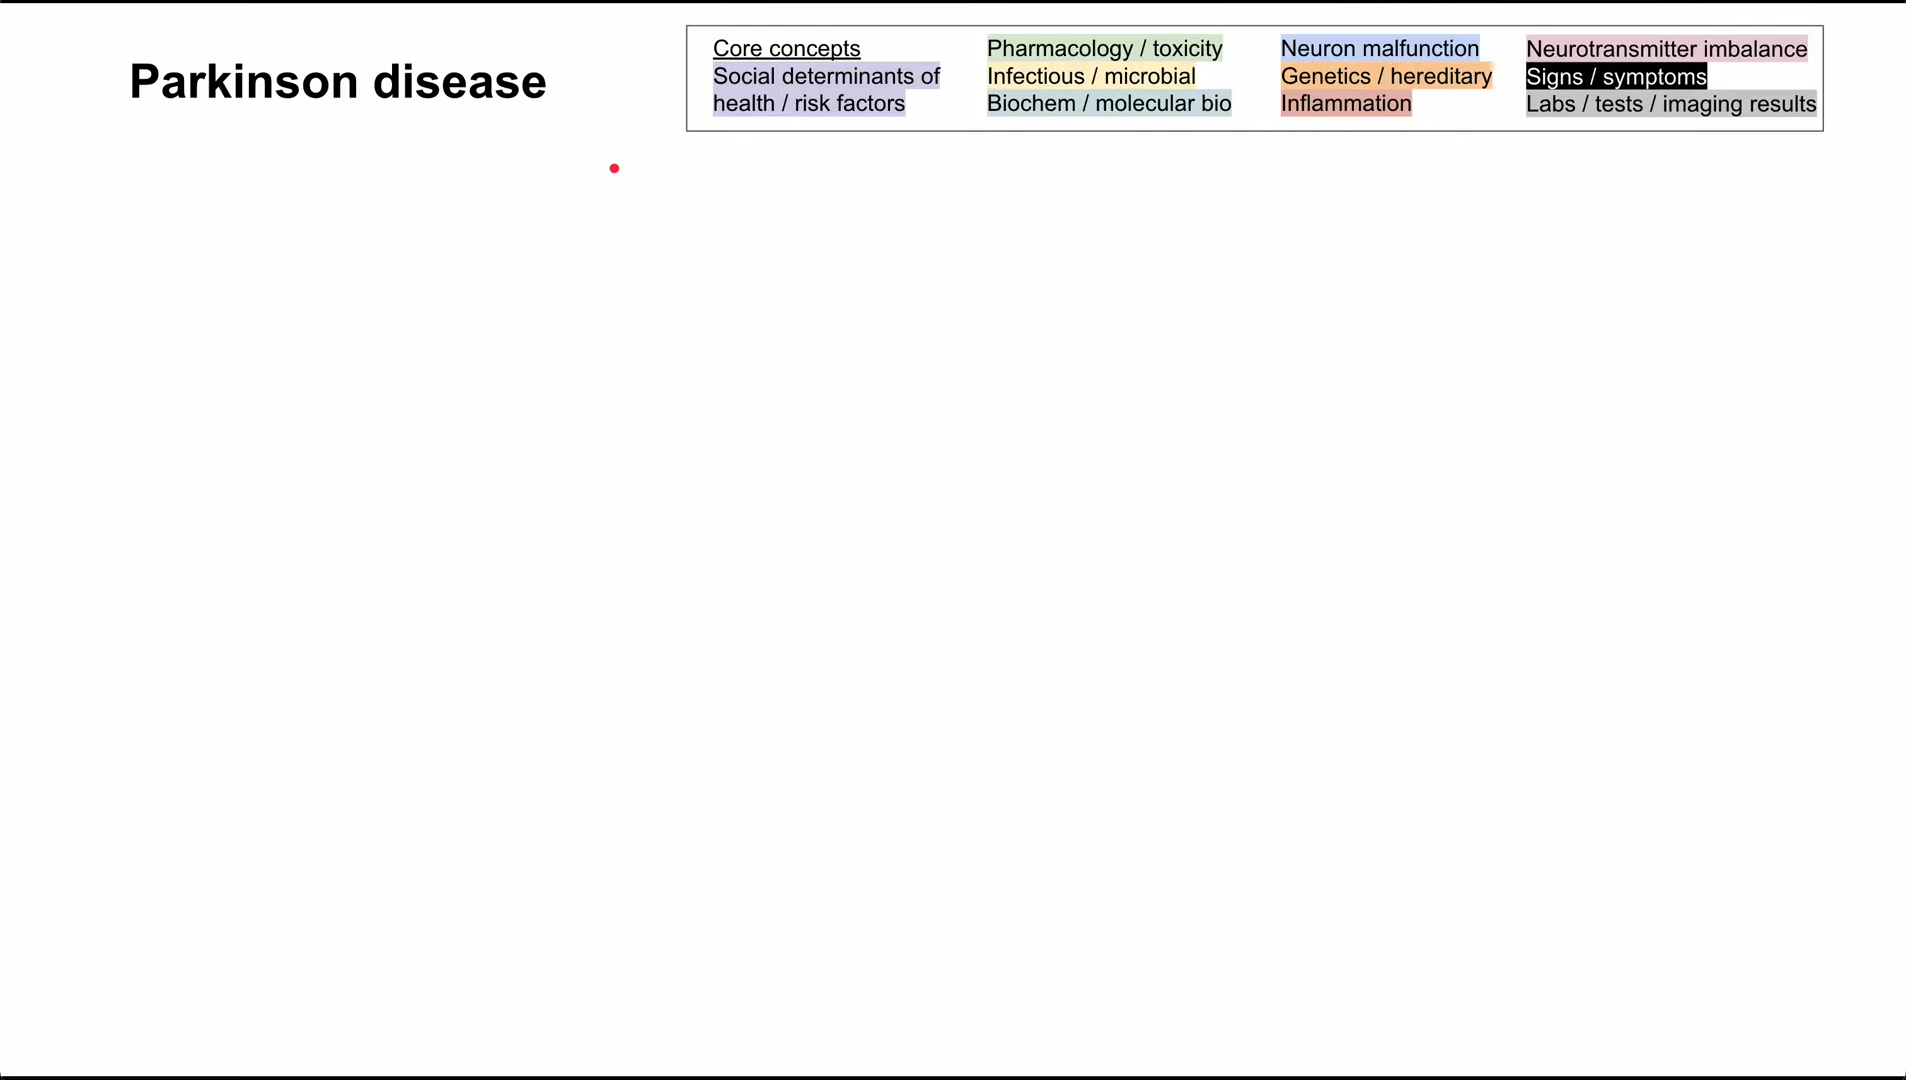 Parkinson disease
Core concepts
Social determinants of
health / risk factors
Pharmacology / toxicity
Infectious / microbial
Biochem / molecular bio
Neuron malfunction
Genetics / hereditary
Inflammation
Neurotransmitter imbalance
Signs / symptoms
Labs / tests / imaging results